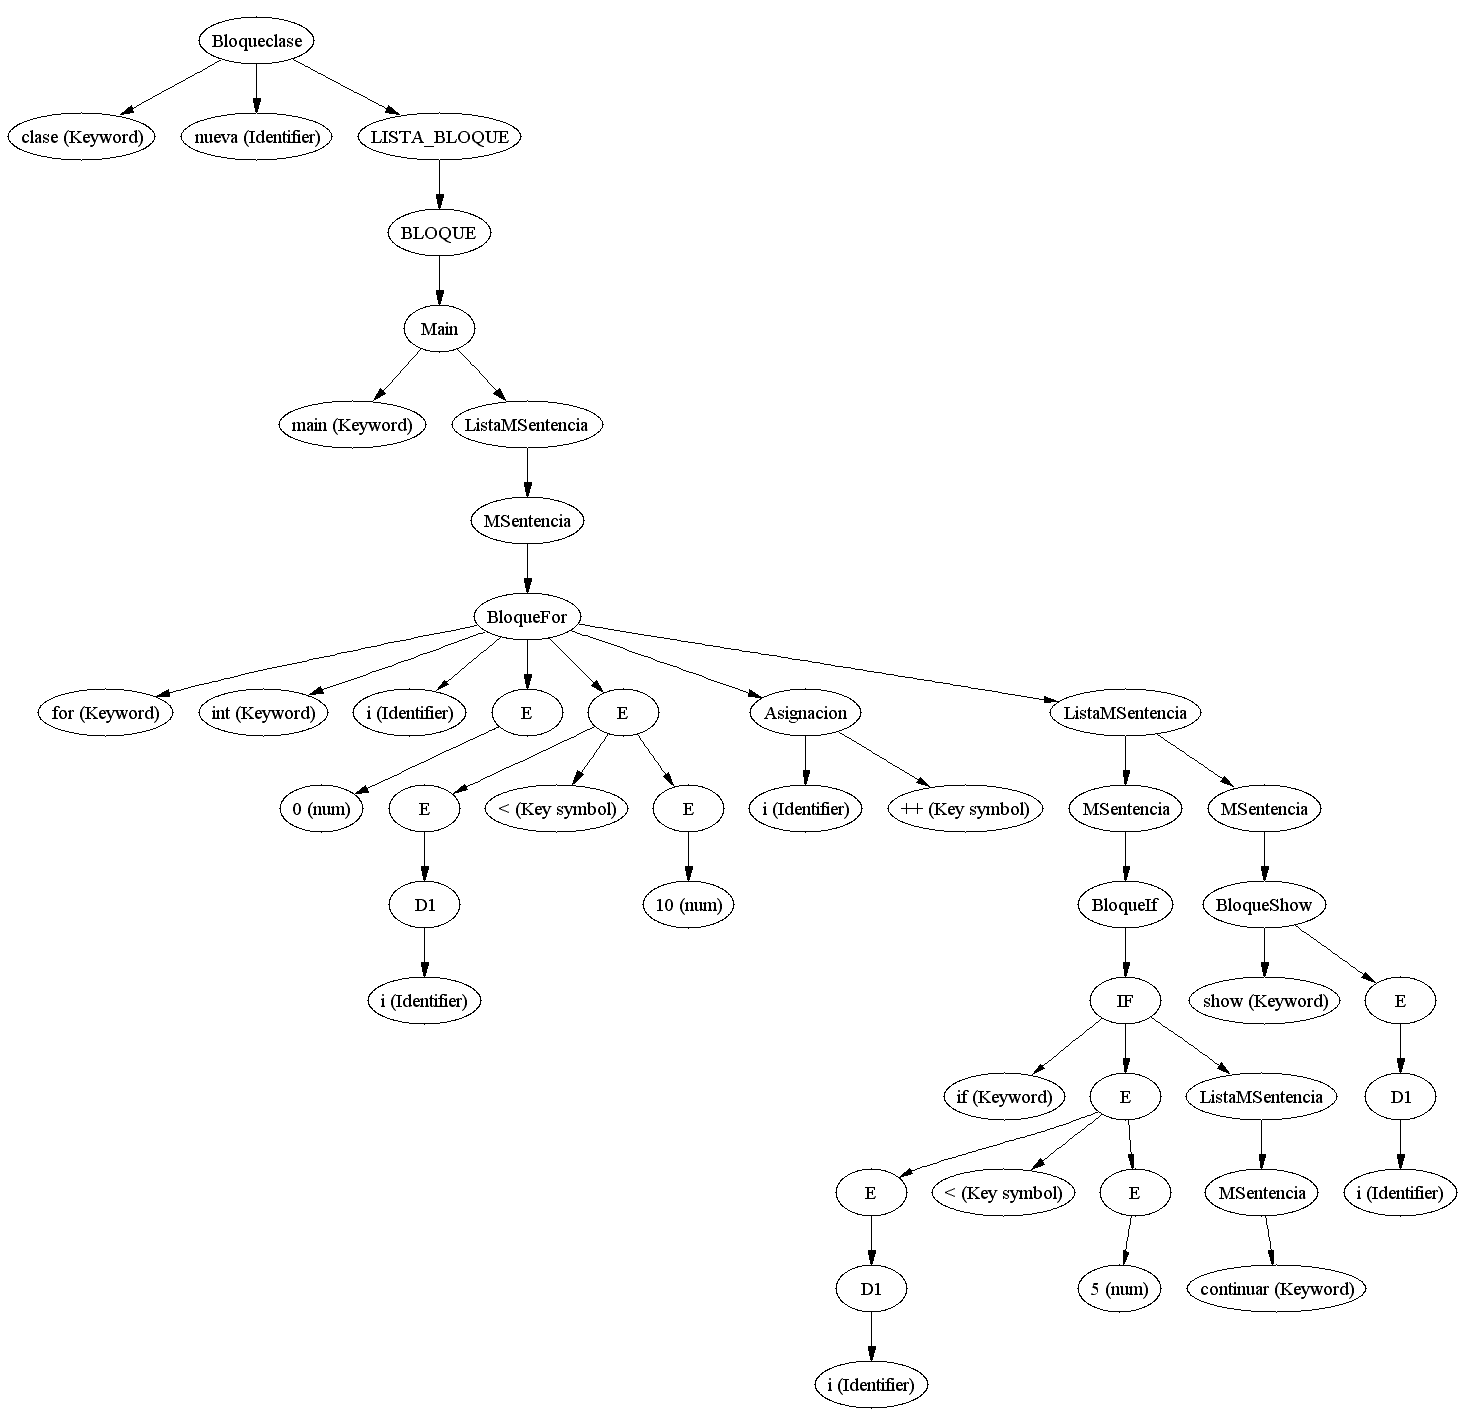 Bloqueclase
clase (Keyword)
nueva (Identifier)
LISTA_BLOQUE
BLOQUE
Main
main (Keyword)
ListaMSentencia
MSentencia
BloqueFor
for (Keyword)
int (Keyword)
i (Identifier)
E
E
Asignacion
ListaMSentencia
0 (num)
E
< (Key symbol)
E
i (Identifier)
++ (Key symbol)
MSentencia
MSentencia
D1
10 (num)
BloqueIf
BloqueShow
i (Identifier)
IF
show (Keyword)
E
if (Keyword)
E
ListaMSentencia
D1
E
< (Key symbol)
E
MSentencia
i (Identifier)
D1
5 (num)
continuar (Keyword)
i (Identifier)